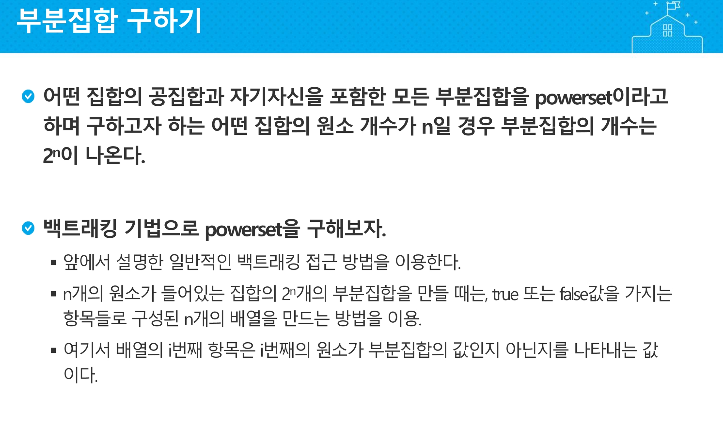 부분집합 구하기
어떤 집합의 공집합과 자기자신을 포함한 모든 부분집합을 powerset이라고
하며 구하고자 하는 어떤 집합의 원소 개수가 n일 경우 부분집합의 개수는
2ⁿ이 나온다.
백트래킹 기법으로 powerset을 구해보자.
앞에서 설명한 일반적인 백트래킹 접근 방법을 이용한다.
n개의 원소가 들어있는 집합의 2ⁿ개의 부분집합을 만들 때는, true 또는 false값을 가지는
항목들로 구성된 n개의 배열을 만드는 방법을 이용.
여기서 배열의 i번째 항목은 i번째의 원소가 부분집합의 값인지 아닌지를 나타내는 값
이다.